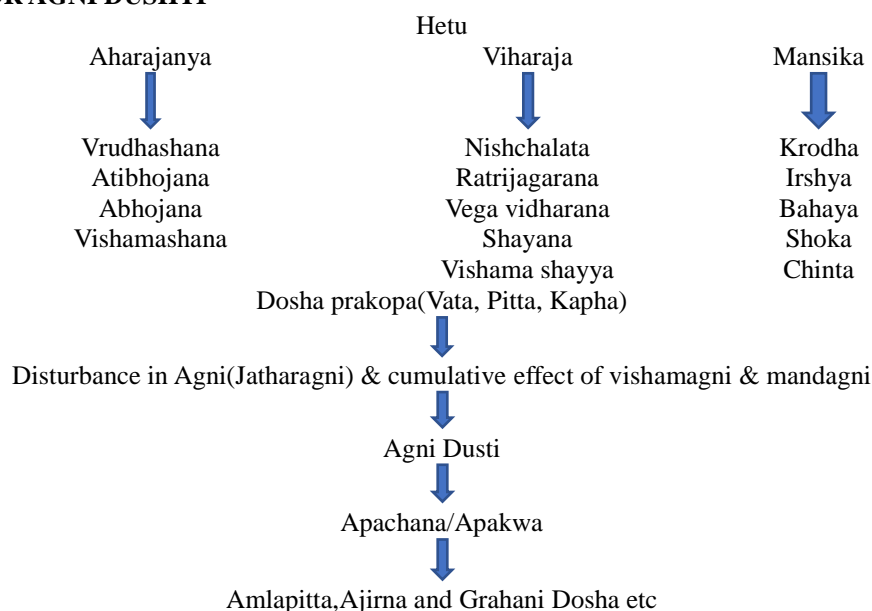 Hetu
Aharajanya Viharaja Mansika
Vrudhashana Nishchalata Krodha
Atibhojana Ratrijagarana Irshya
Abhojana Vega vidharana Bahaya
Vishamashana Shayana Shoka
Vishama shayya Chinta
Dosha prakopa(Vata, Pitta, Kapha)
Disturbance in Agni(Jatharagni) & cumulative effect of vishamagni & mandagni
Agni Dusti
Apachana/Apakwa
Amlapitta,Ajirna and Grahani Dosha etc